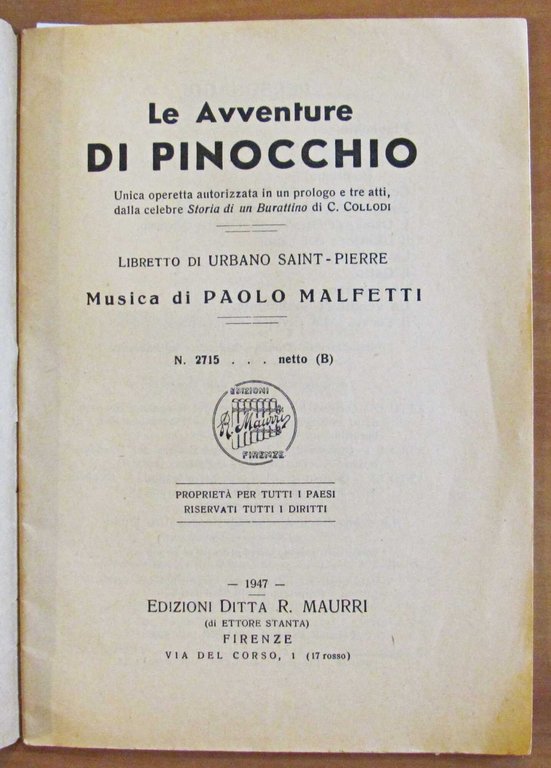 Le Avventure
DI PINOCCHIO
Unica operetta autorizzata in un prologo e tre atti,
dalla celebre Storia di un Burattino di C. COLLODI
LIBRETTO DI URBANO SAINT-PIERRE
Musica di PAOLO MALFETTI
N. 2715 . . . netto (B)
EDIZIONI
R. Maurri
FIRENZE
PROPRIETÀ PER TUTTI I PAESI
RISERVATI TUTTI I DIRITTI
— 1947 —
EDIZIONI DITTA R. MAURRI
(di ETTORE STANTA)
FIRENZE
VIA DEL CORSO, 1 (17 rosso)